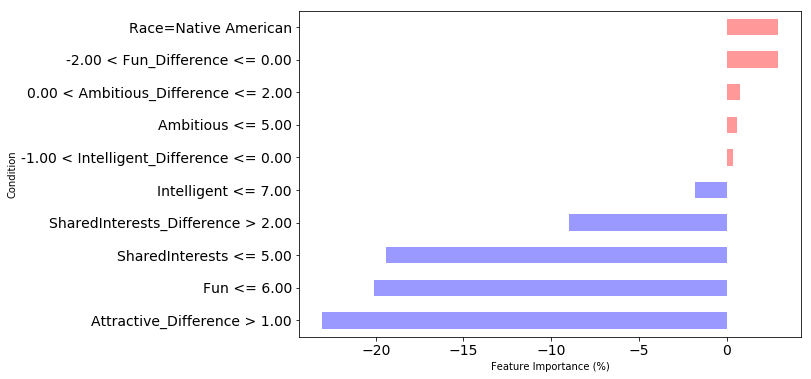 Race=Native American
-2.00 < Fun_Difference <= 0.00
0.00 < Ambitious_Difference <= 2.00
Ambitious <= 5.00
-1.00 < Intelligent_Difference <= 0.00
Intelligent <= 7.00
SharedInterests_Difference > 2.00
SharedInterests <= 5.00
Fun <= 6.00
Attractive_Difference > 1.00
Condition
−20 −15 −10 −5 0
Feature Importance (%)